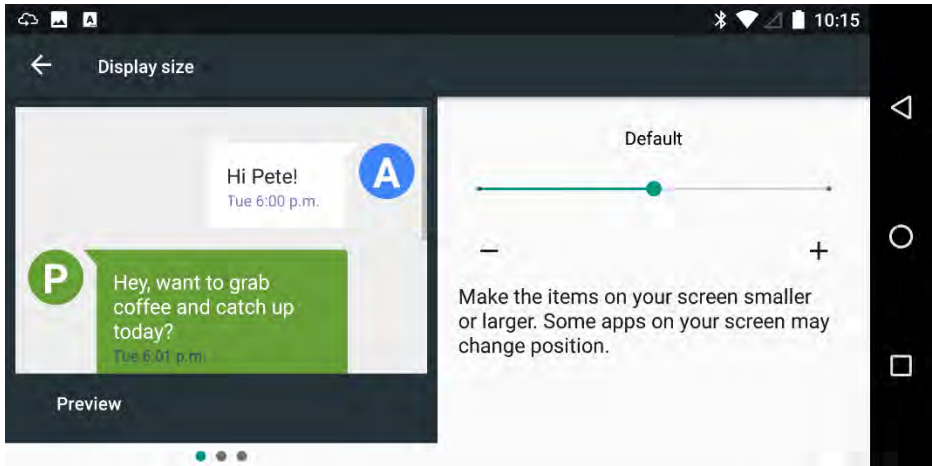 A
10:15
Display size
Hi Pete!
Tue 6:00 p.m.
A
P
Hey, want to grab
coffee and catch up
today?
Tue 6:01 p.m.
Preview
Default
− +
Make the items on your screen smaller
or larger. Some apps on your screen may
change position.